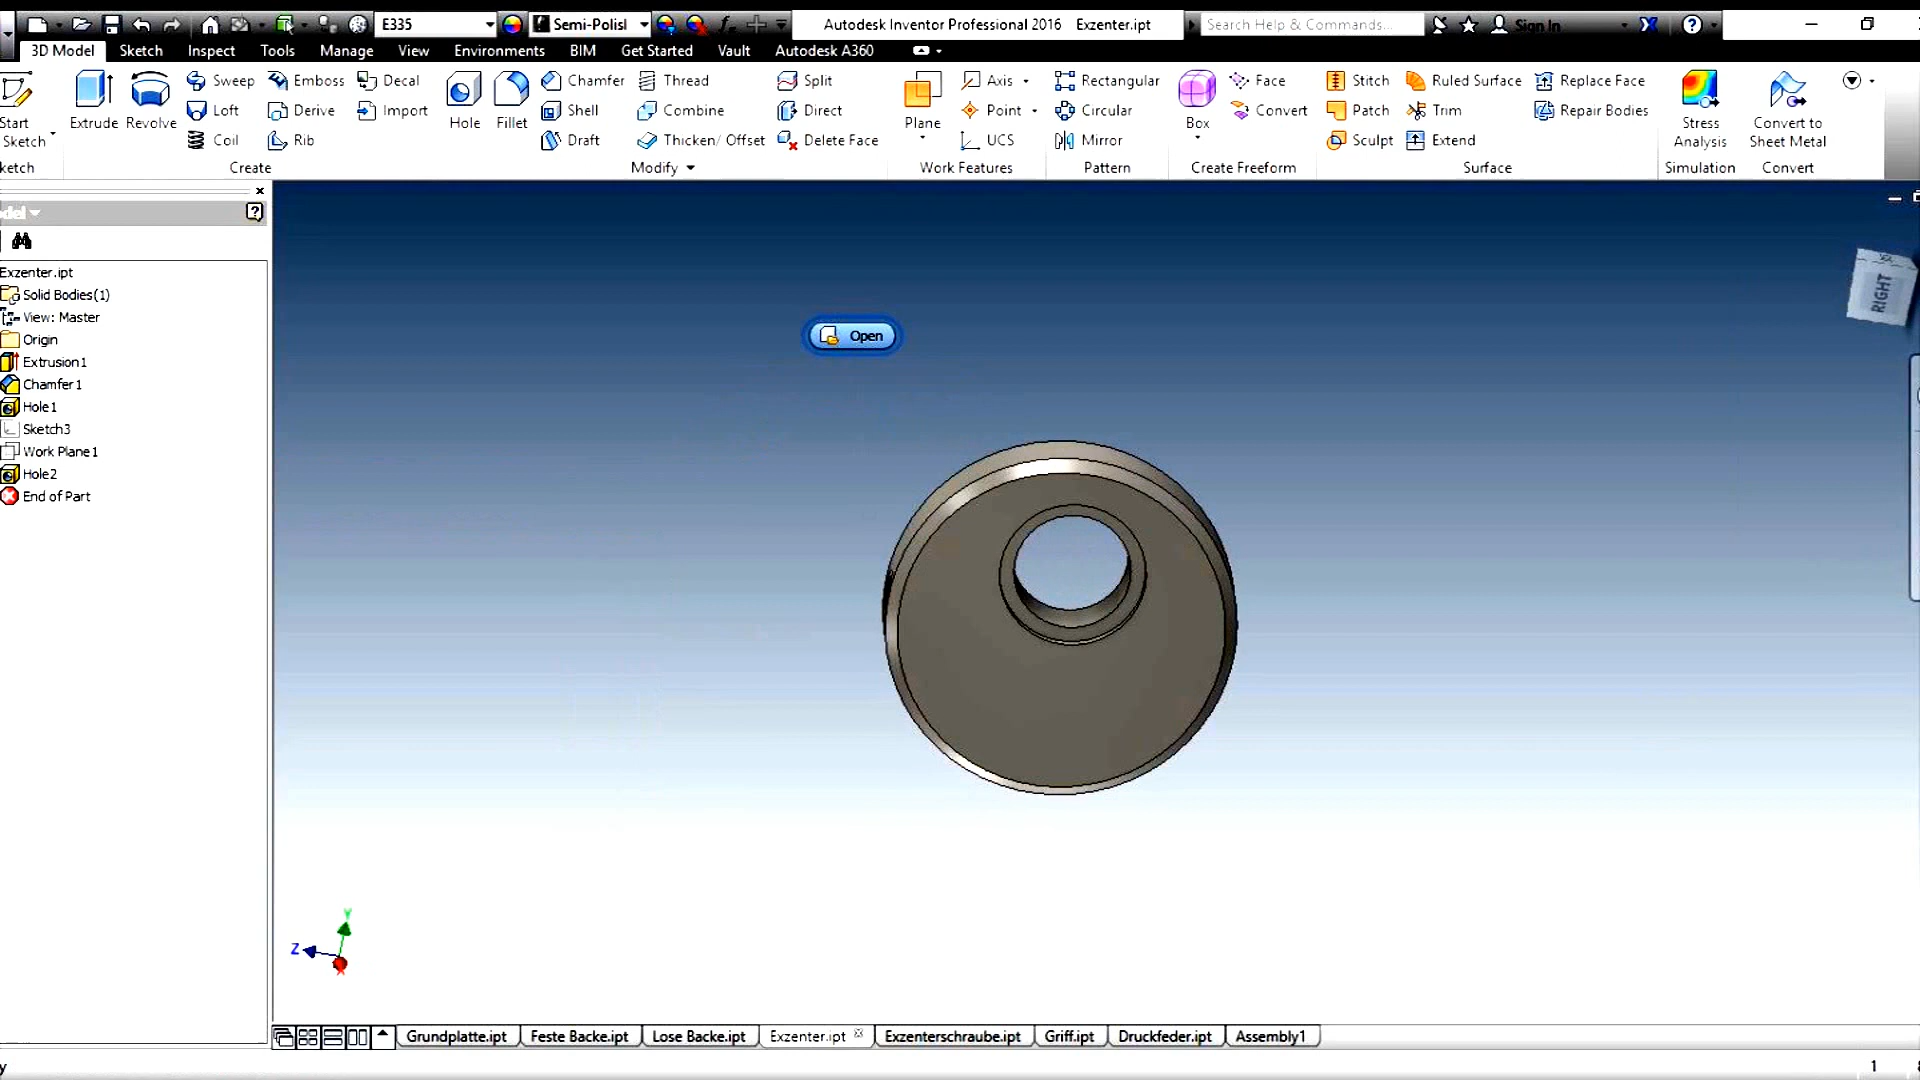 E335 Semi-Polisl Autodesk Inventor Professional 2016 Exzenter.ipt Search Help & Commands... Sign In
3D Model Sketch Inspect Tools Manage View Environments BIM Get Started Vault Autodesk A360
Sweep Emboss Decal Chamfer Thread Split Axis Rectangular Face Stitch Ruled Surface Replace Face
Loft Derive Import Shell Combine Direct Point Circular Convert Patch Trim Repair Bodies
Start Sketch Extrude Revolve Hole Fillet Plane Box Stress Analysis Convert to Sheet Metal
Coil Rib Draft Thicken/ Offset Delete Face UCS Mirror Sculpt Extend
ketch Create Modify Work Features Pattern Create Freeform Surface Simulation Convert
del
Exzenter.ipt
Solid Bodies(1)
View: Master
Origin
Extrusion1
Chamfer1
Hole1
Sketch3
Work Plane1
Hole2
End of Part
Open
RIGHT
Y
Z
X
Grundplatte.ipt Feste Backe.ipt Lose Backe.ipt Exzenter.ipt Exzenterschraube.ipt Griff.ipt Druckfeder.ipt Assembly1
y 1